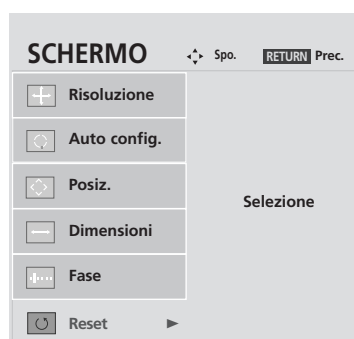 SCHERMO Spo. RETURN Prec.
Risoluzione
Auto config.
Posiz.
Selezione
Dimensioni
Fase
Reset